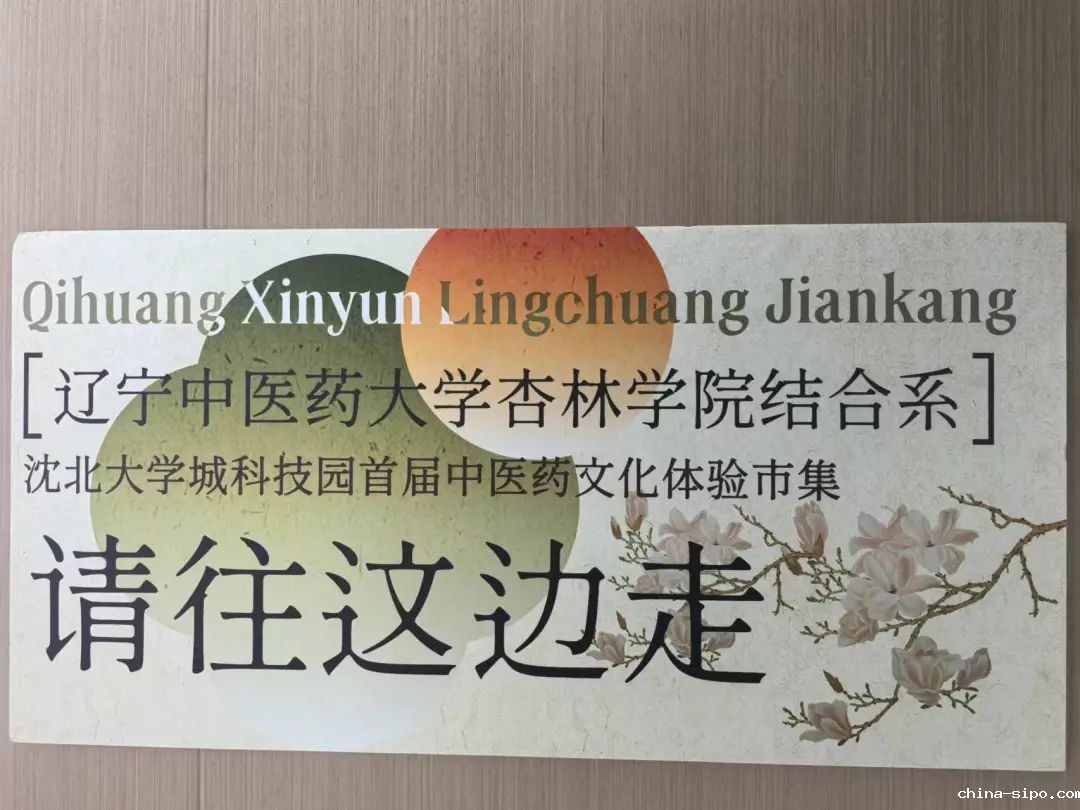 Qihuang Xinyun Lingchuang Jiankang
[辽宁中医药大学杏林学院结合系]
沈北大学城科技园首届中医药文化体验市集
请往这边走
china-sipo.com